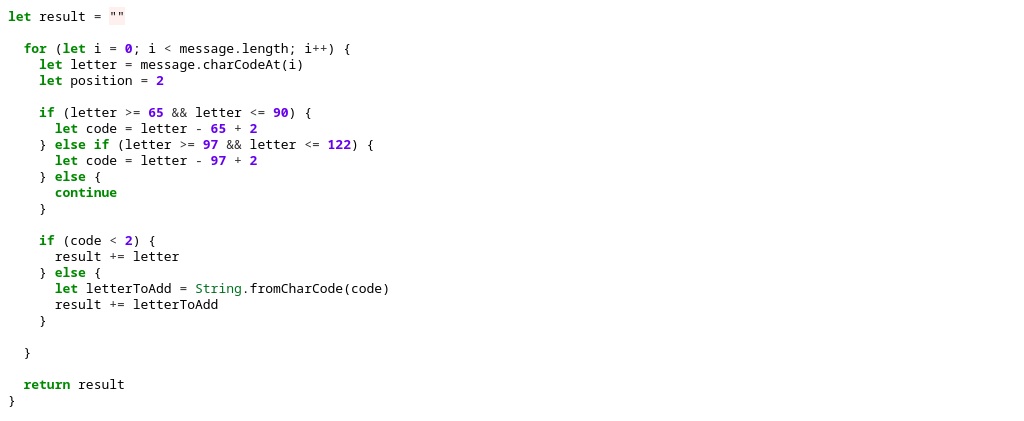 let result = ""
for (let i = 0; i < message.length; i++) {
let letter = message.charCodeAt(i)
let position = 2
if (letter >= 65 && letter <= 90) {
let code = letter - 65 + 2
} else if (letter >= 97 && letter <= 122) {
let code = letter - 97 + 2
} else {
continue
}
if (code < 2) {
result += letter
} else {
let letterToAdd = String.fromCharCode(code)
result += letterToAdd
}
}
return result
}